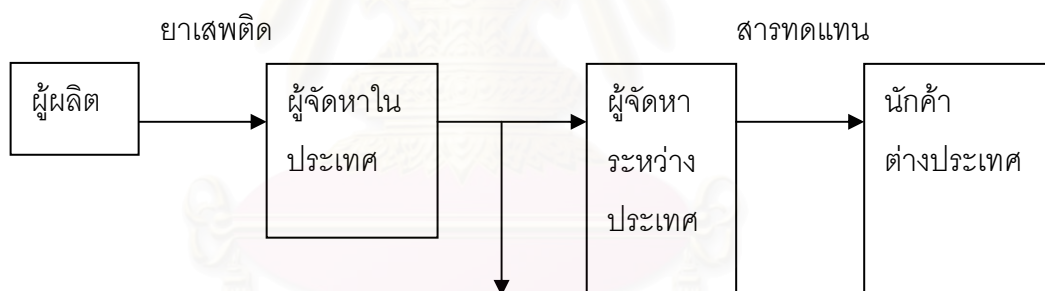 ยาเสพติด
สารทดแทน
ผู้ผลิต
ผู้จัดหาใน
ประเทศ
ผู้จัดหา
ระหว่าง
ประเทศ
นักค้า
ต่างประเทศ